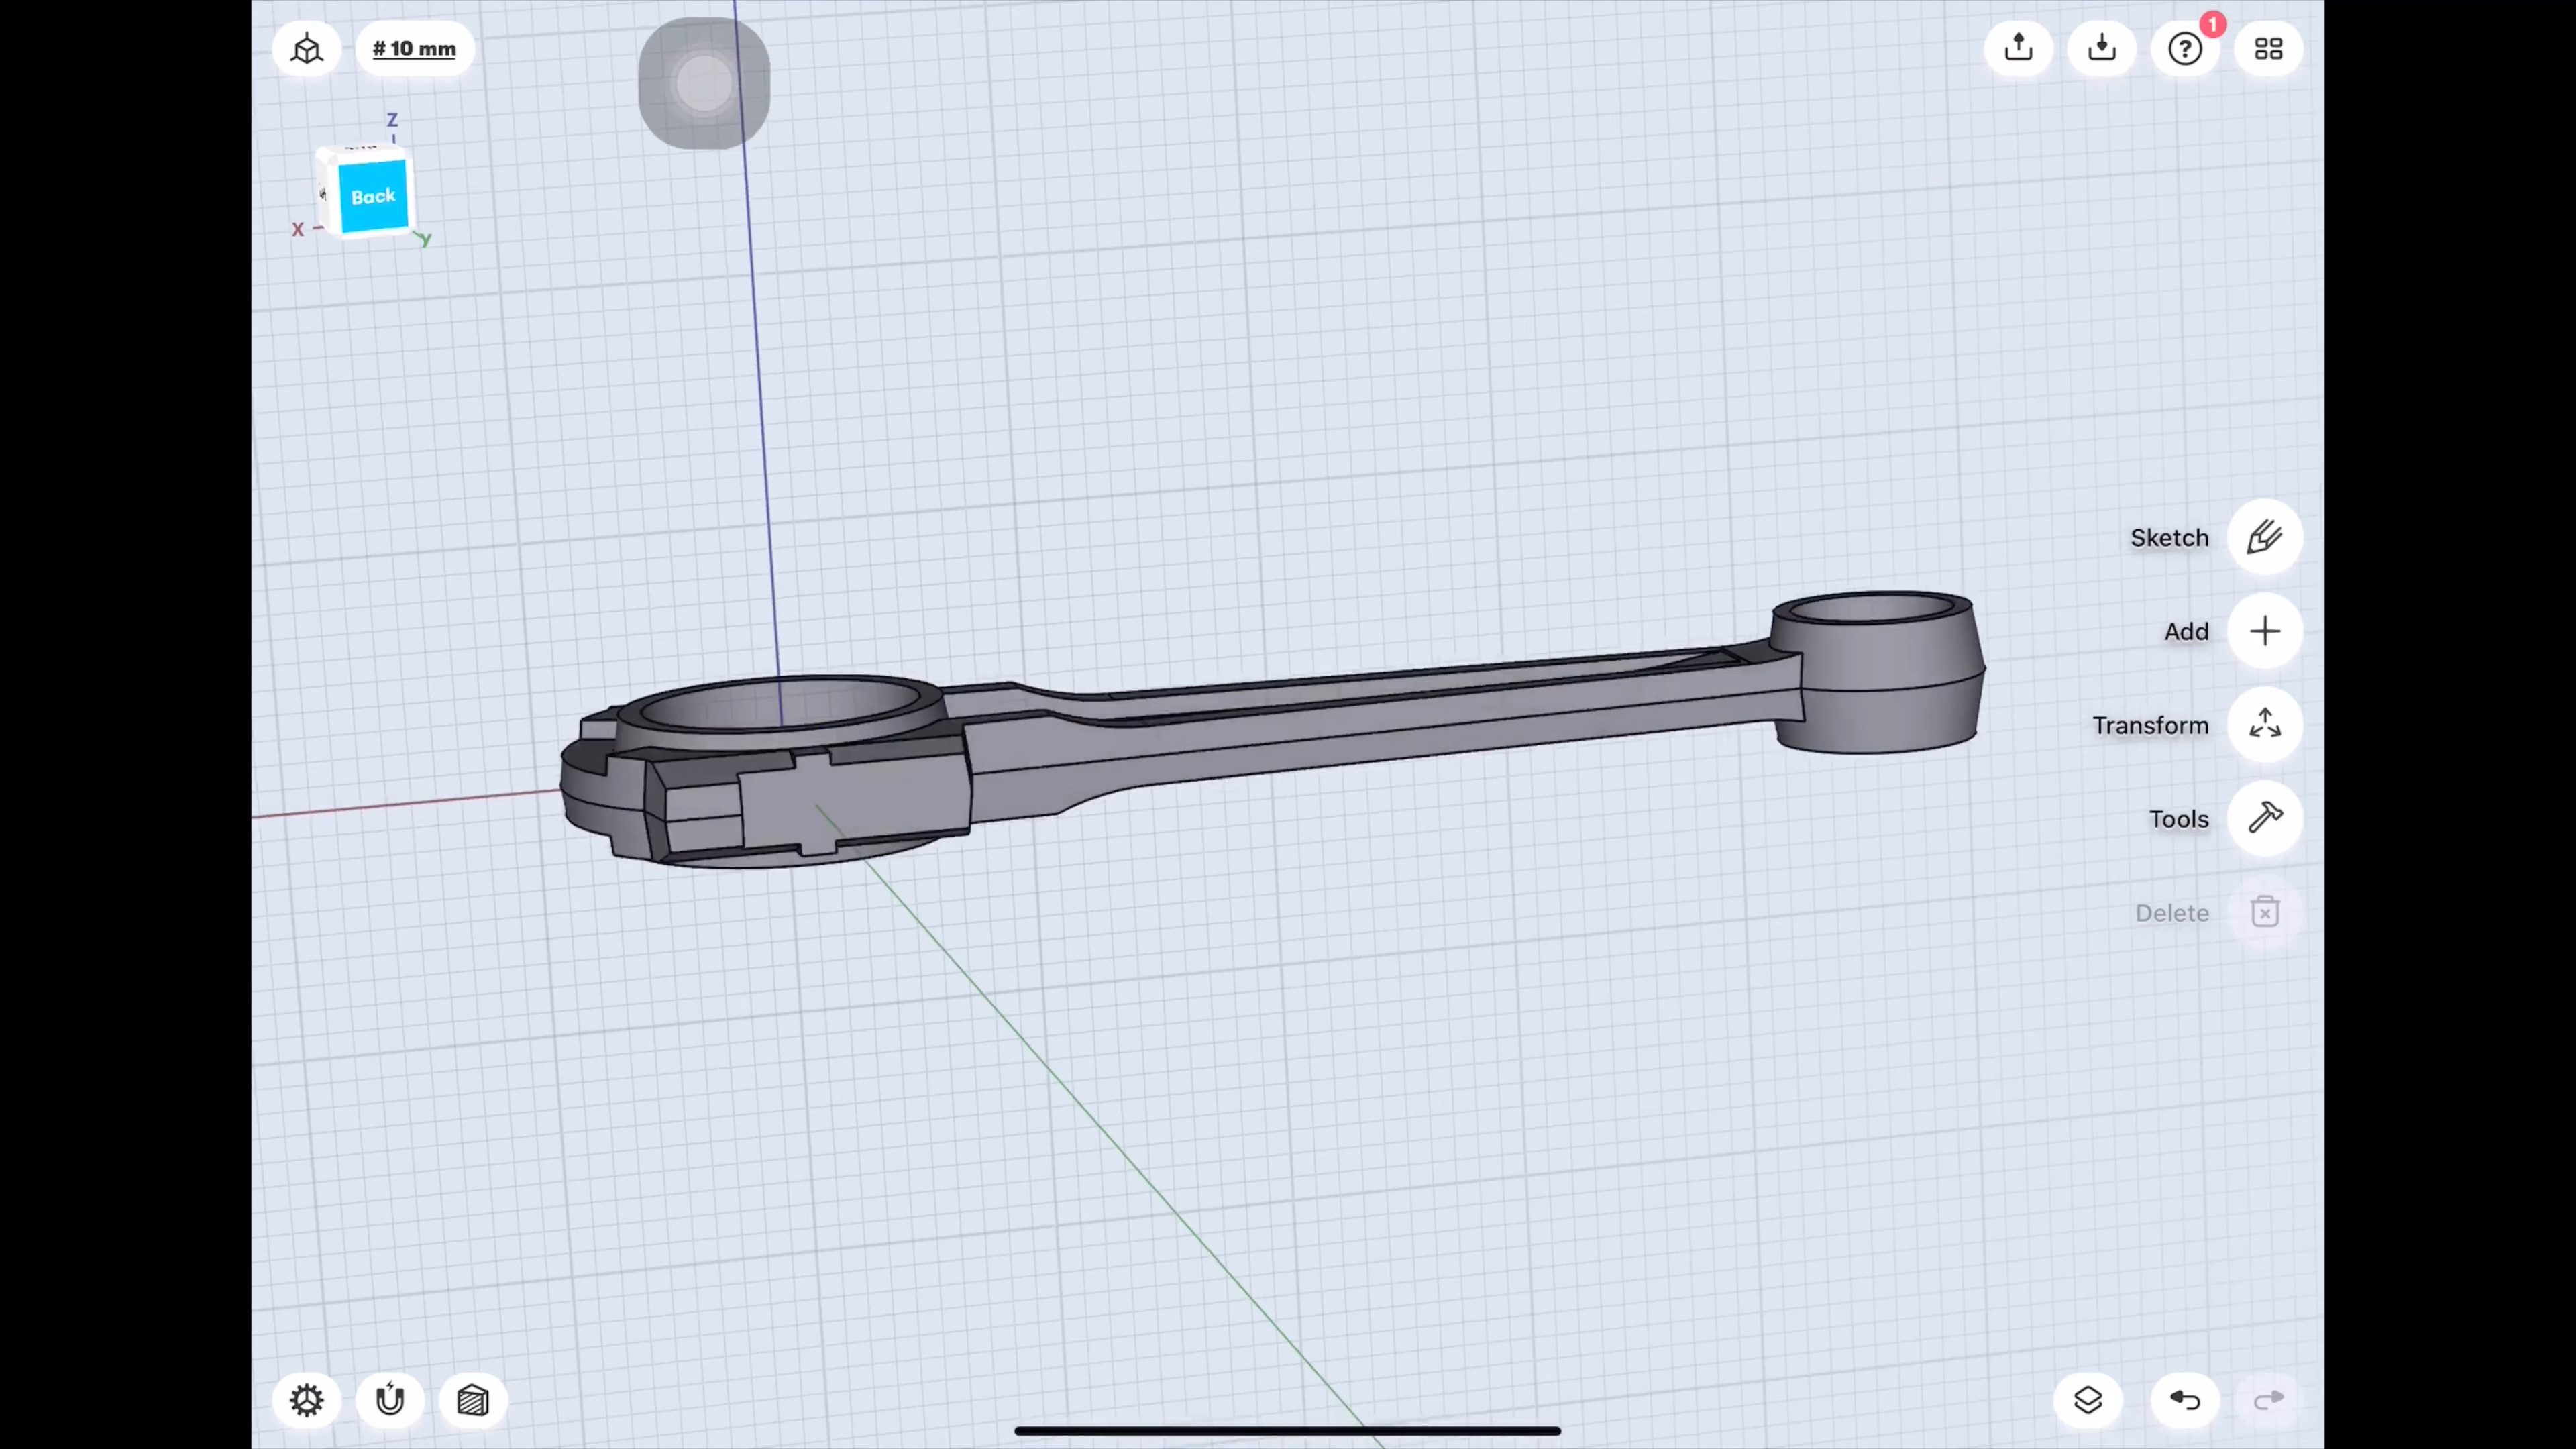 # 10 mm
1
Z
Back
X
Y
Sketch
Add
Transform
Tools
Delete